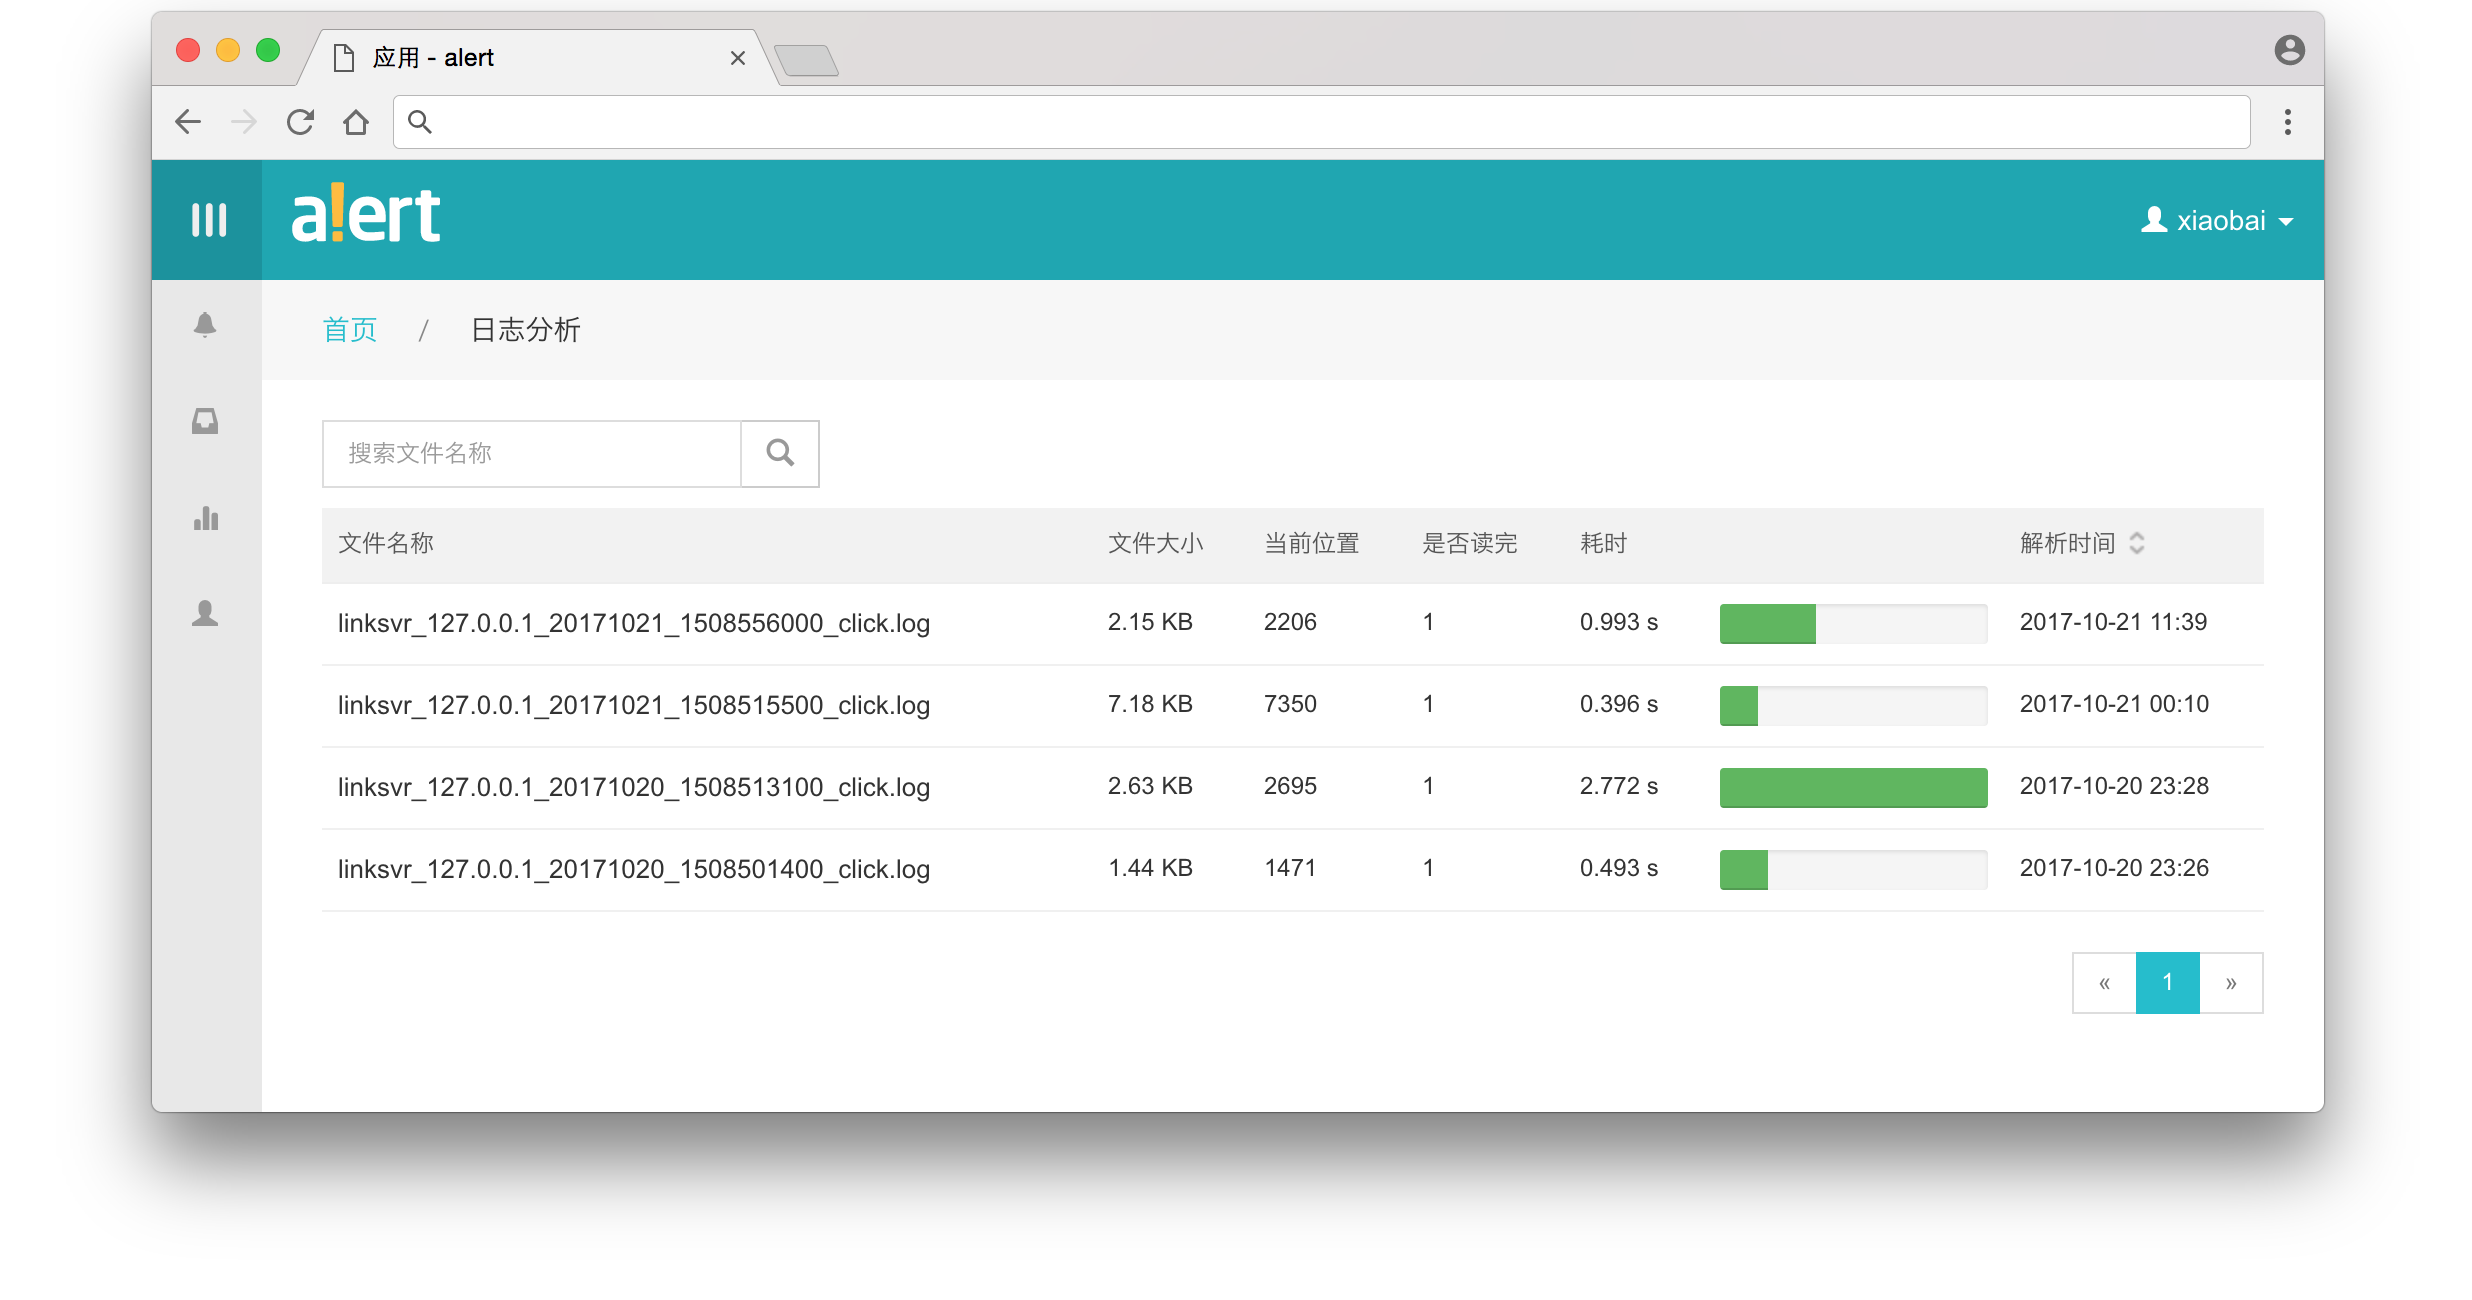 应用 - alert
a!ert
xiaobai
首页 / 日志分析
搜索文件名称
文件名称 文件大小 当前位置 是否读完 耗时 解析时间
linksvr_127.0.0.1_20171021_1508556000_click.log 2.15 KB 2206 1 0.993 s 2017-10-21 11:39
linksvr_127.0.0.1_20171021_1508515500_click.log 7.18 KB 7350 1 0.396 s 2017-10-21 00:10
linksvr_127.0.0.1_20171020_1508513100_click.log 2.63 KB 2695 1 2.772 s 2017-10-20 23:28
linksvr_127.0.0.1_20171020_1508501400_click.log 1.44 KB 1471 1 0.493 s 2017-10-20 23:26
« 1 »